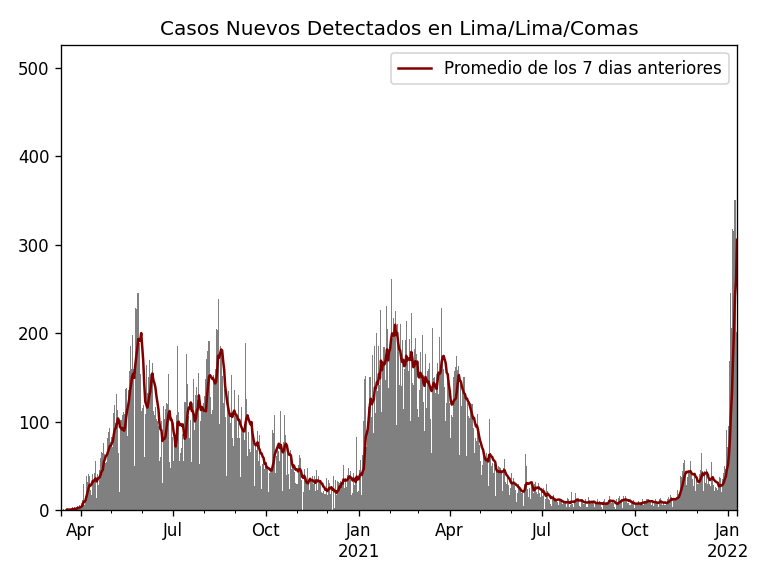 Casos Nuevos Detectados en Lima/Lima/Comas
Promedio de los 7 dias anteriores
500
400
300
200
100
0
Apr Jul Oct Jan Apr Jul Oct Jan
2021 2022